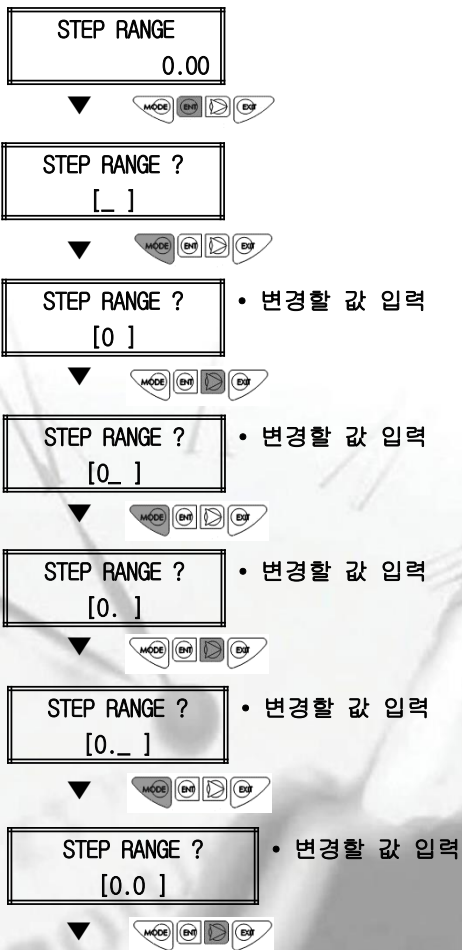 STEP RANGE
0.00
▼ MODE ENT EXIT
STEP RANGE ?
[_ ]
▼ MODE ENT EXIT
STEP RANGE ? • 변경할 값 입력
[0 ]
▼ MODE ENT EXIT
STEP RANGE ? • 변경할 값 입력
[0_ ]
▼ MODE ENT EXIT
STEP RANGE ? • 변경할 값 입력
[0. ]
▼ MODE ENT EXIT
STEP RANGE ? • 변경할 값 입력
[0._ ]
▼ MODE ENT EXIT
STEP RANGE ? • 변경할 값 입력
[0.0 ]
▼ MODE ENT EXIT